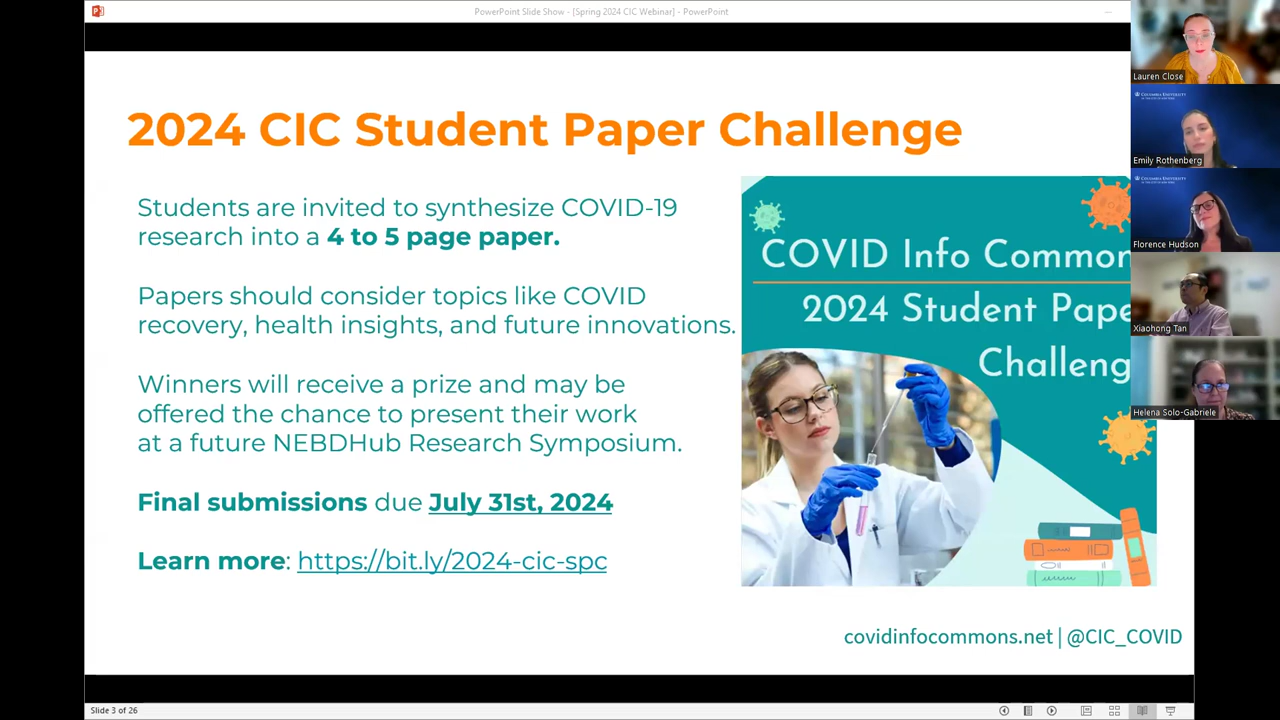 PowerPoint Slide Show - [Spring 2024 CIC Webinar] - PowerPoint
2024 CIC Student Paper Challenge
Students are invited to synthesize COVID-19
research into a 4 to 5 page paper.
Papers should consider topics like COVID
recovery, health insights, and future innovations.
Winners will receive a prize and may be
offered the chance to present their work
at a future NEBDHub Research Symposium.
Final submissions due July 31st, 2024
Learn more: https://bit.ly/2024-cic-spc
COVID Info Common
2024 Student Pape
Challeng
covidinfocommons.net | @CIC_COVID
Lauren Close
COLUMBIA UNIVERSITY
Emily Rothenberg
COLUMBIA UNIVERSITY
Florence Hudson
Xiaohong Tan
Helena Solo-Gabriele
Slide 3 of 26